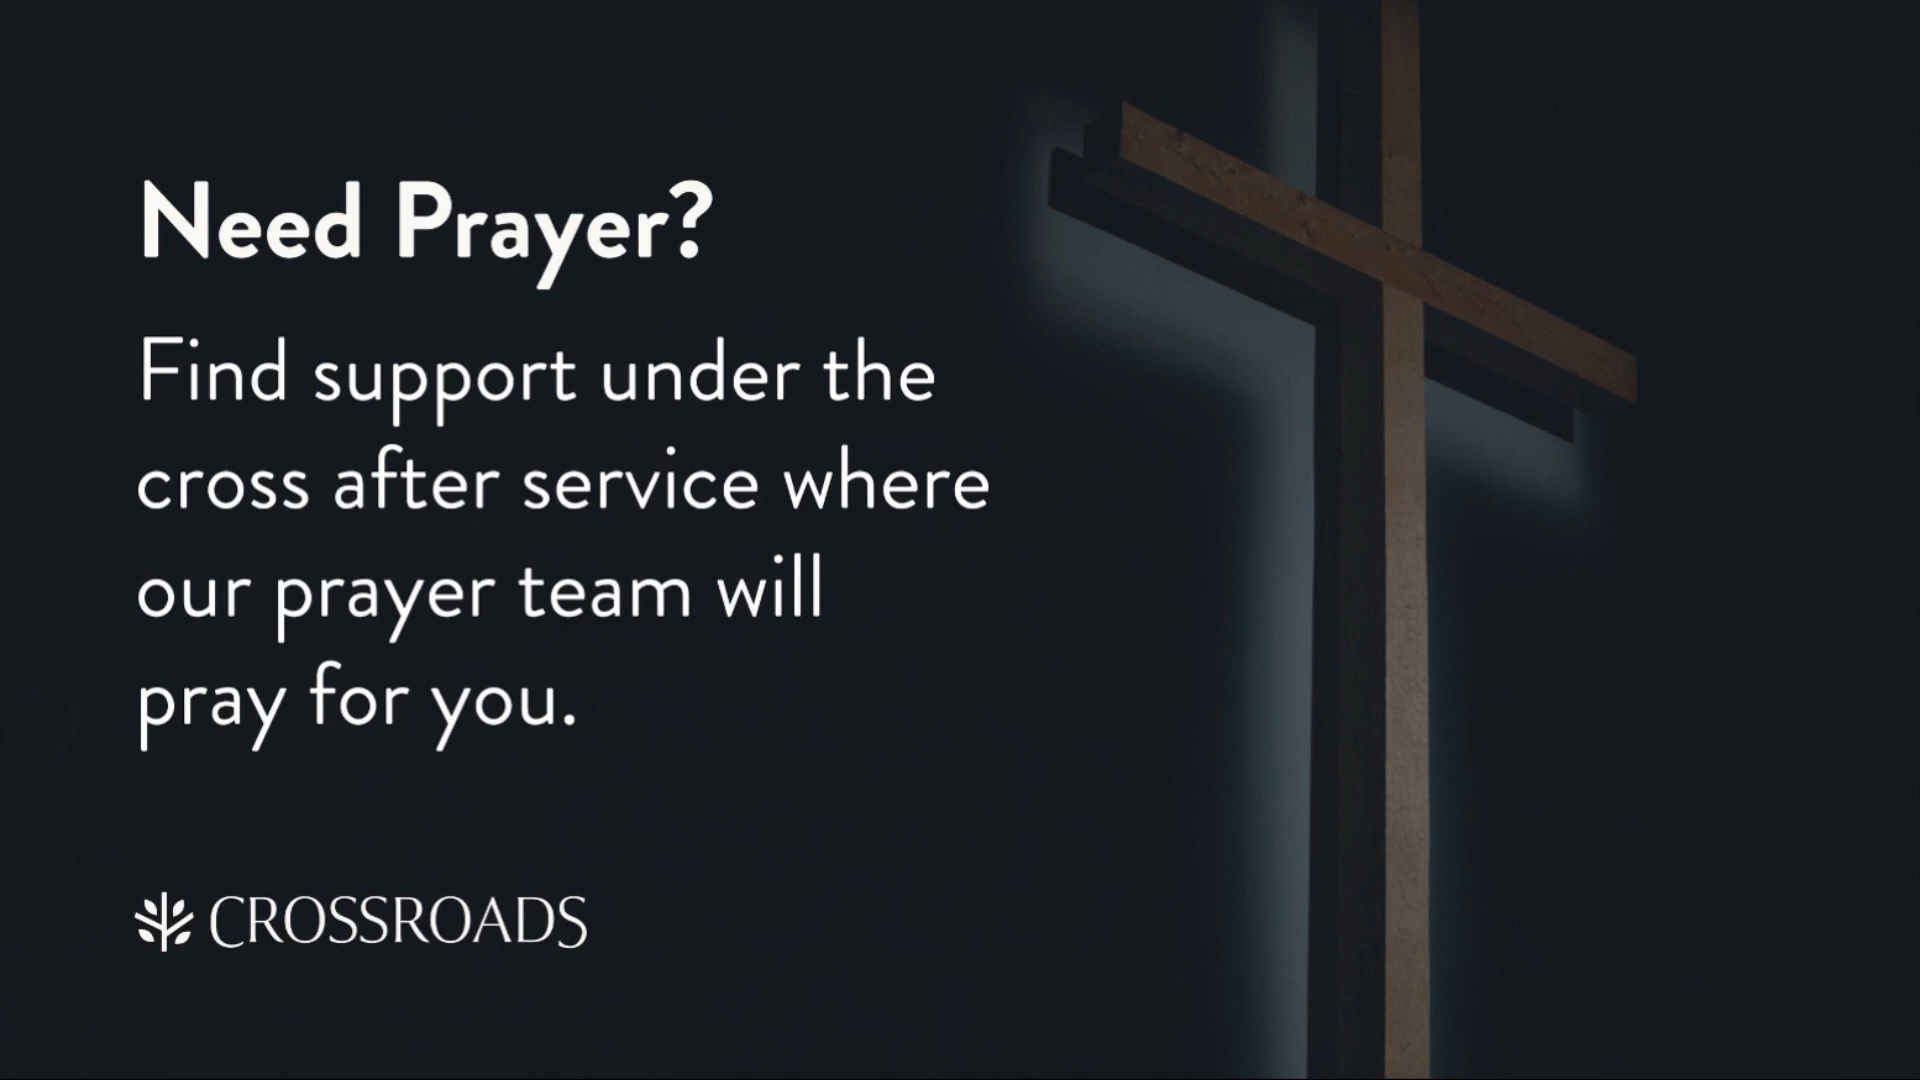 Need Prayer?
Find support under the
cross after service where
our prayer team will
pray for you.
CROSSROADS